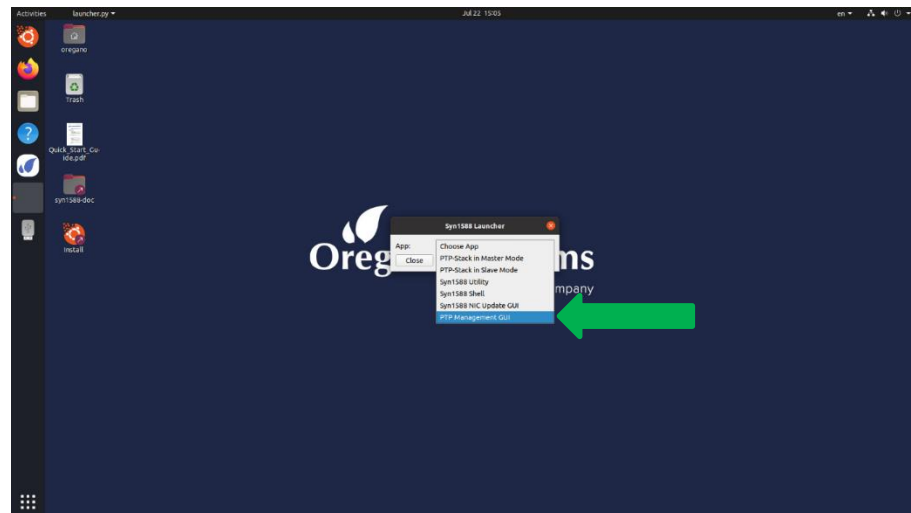 Activities
launcher.py
Jul 22 15:05
en
oregano
Trash
Quick_Start_Gu-
ide.pdf
syn1588-doc
Install
Syn1588 Launcher
App:
Close
Choose App
PTP-Stack in Master Mode
PTP-Stack in Slave Mode
Syn1588 Utility
Syn1588 Shell
Syn1588 NIC Update GUI
PTP Management GUI
Oreg
ms
mpany